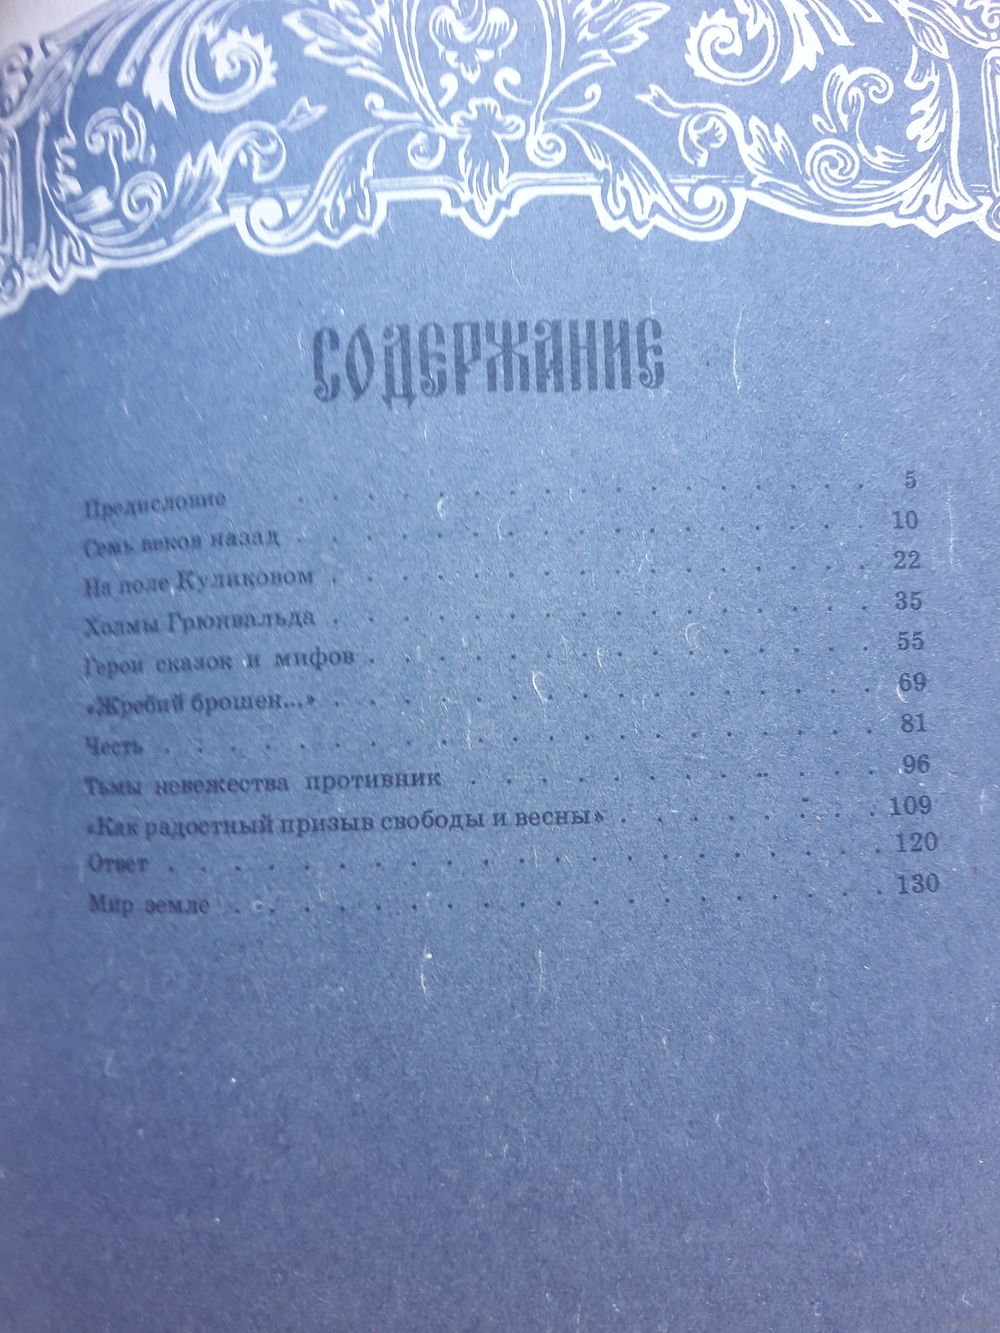 СОДЕРЖАНИЕ
Предисловие . . . . . . . . . . . . . . . . . 5
Семь веков назад . . . . . . . . . . . . . . . . 10
На поле Куликовом . . . . . . . . . . . . . . . 22
Холмы Грюнвальда . . . . . . . . . . . . . . . 35
Герои сказок и мифов . . . . . . . . . . . . . . 55
«Жребий брошен...» . . . . . . . . . . . . . . . 69
Честь . . . . . . . . . . . . . . . . . . . . 81
Тьмы невежества противник . . . . . . . . . . . . 96
«Как радостный призыв свободы и весны» . . . . . . . . 109
Ответ . . . . . . . . . . . . . . . . . . . . 120
Мир земле . . . . . . . . . . . . . . . . . . . 130